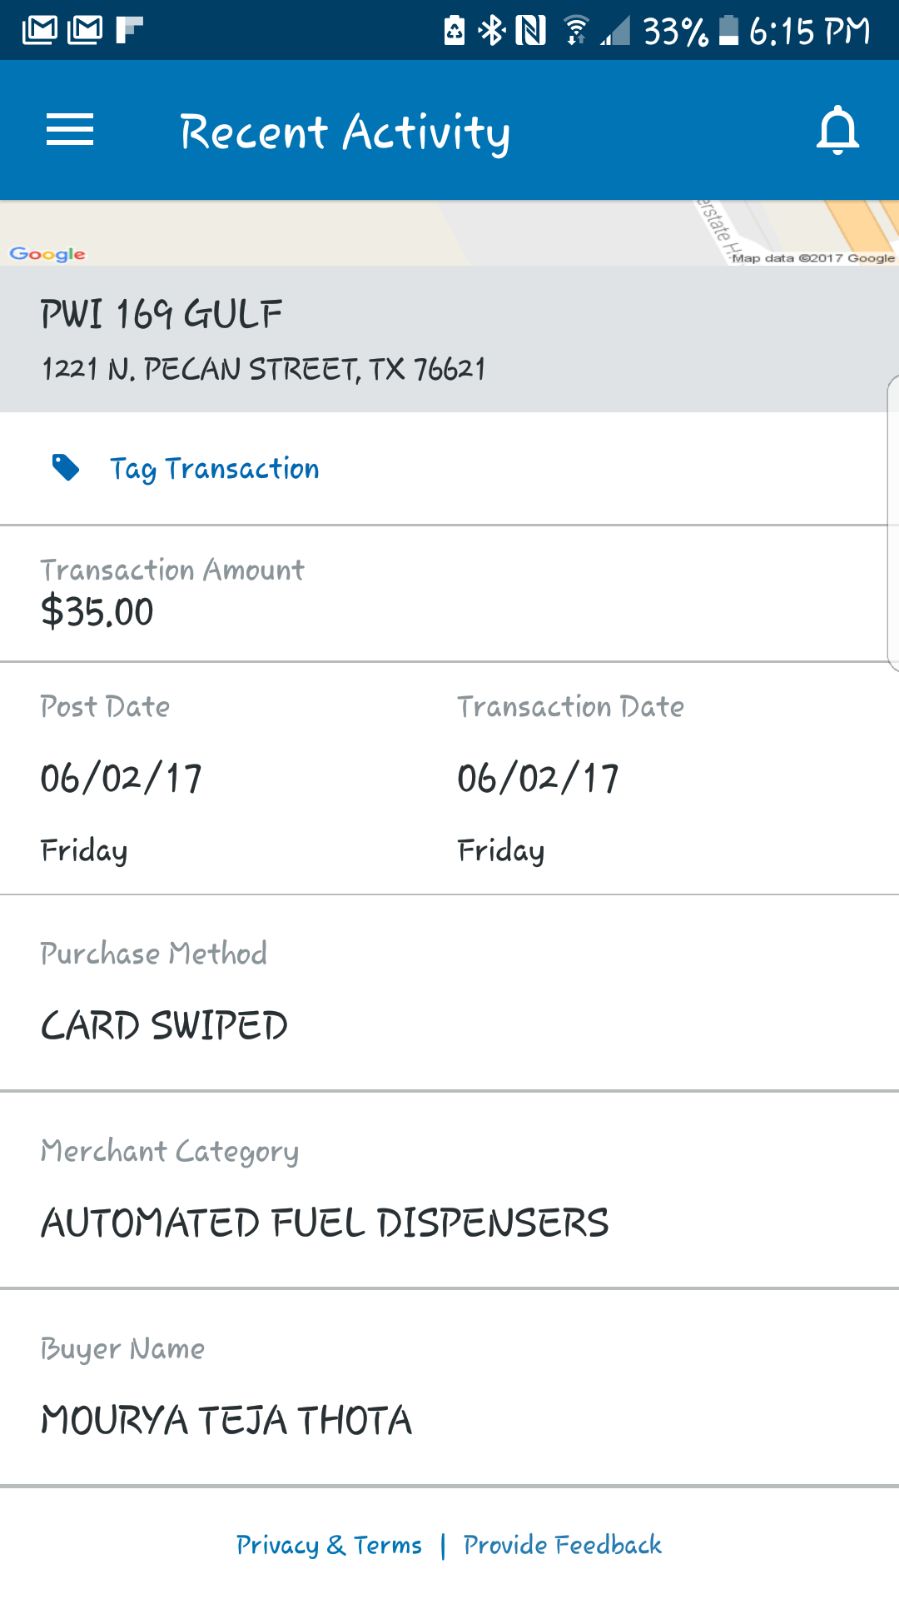 33% 6:15 PM
Recent Activity
Google
erstate H
Map data ©2017 Google
PWI 169 GULF
1221 N. PECAN STREET, TX 76621
Tag Transaction
Transaction Amount
$35.00
Post Date
Transaction Date
06/02/17
06/02/17
Friday
Friday
Purchase Method
CARD SWIPED
Merchant Category
AUTOMATED FUEL DISPENSERS
Buyer Name
MOURYA TEJA THOTA
Privacy & Terms | Provide Feedback